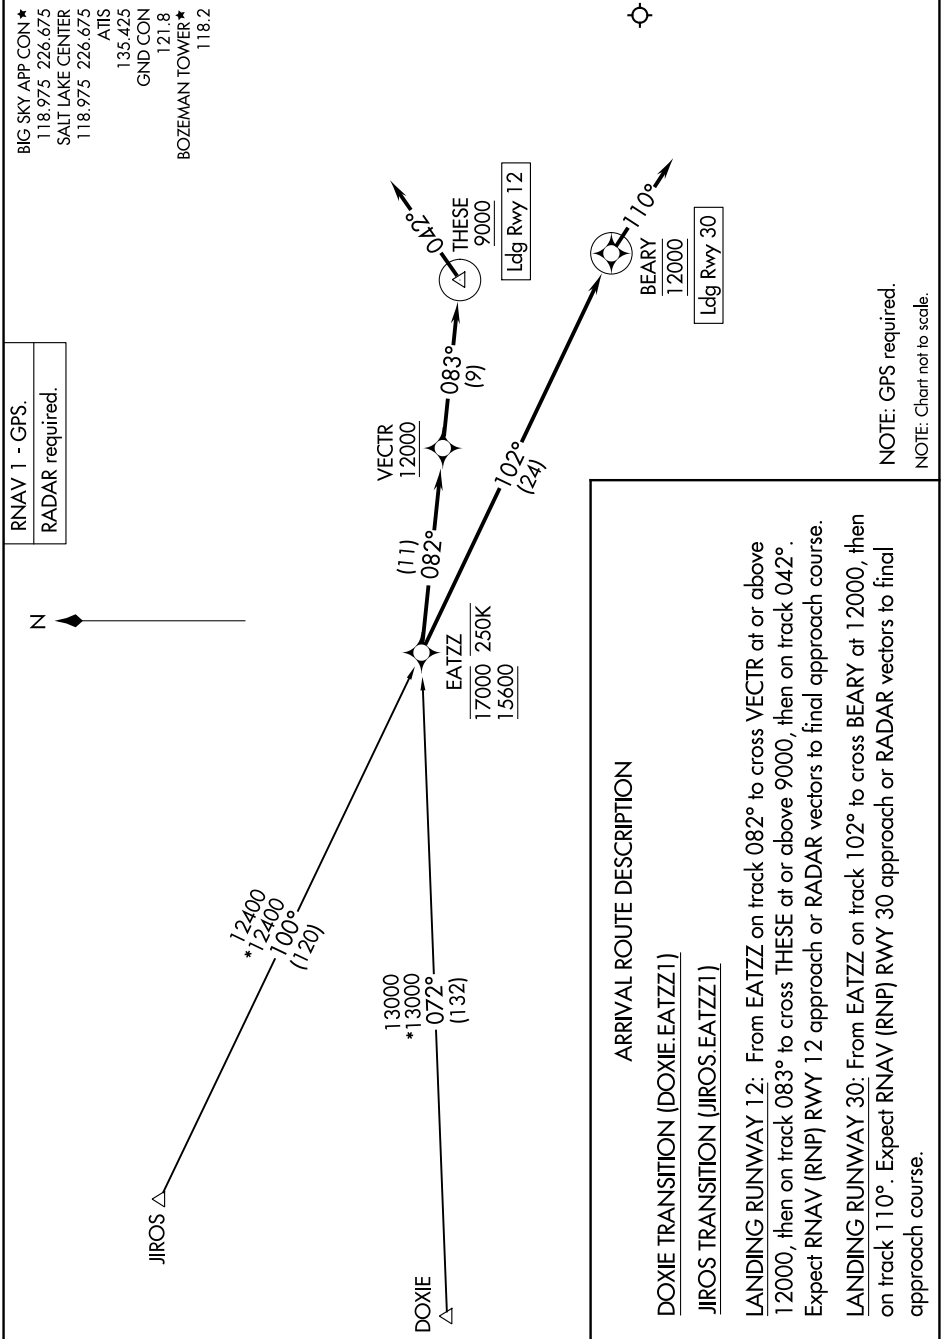 BIG SKY APP CON★
118.975 226.675
SALT LAKE CENTER
118.975 226.675
ATIS
135.425
GND CON
121.8
BOZEMAN TOWER★
118.2
RNAV 1 - GPS.
RADAR required.
N
JIROS
12400
*12400
100°
(120)
DOXIE
13000
*13000
072°
(132)
EATZZ
17000 250K
15600
(11)
082°
VECTR
12000
083°
(9)
THESE
9000
042°
Ldg Rwy 12
102°
(24)
BEARY
12000
110°
Ldg Rwy 30
NOTE: GPS required.
NOTE: Chart not to scale.
ARRIVAL ROUTE DESCRIPTION
DOXIE TRANSITION (DOXIE.EATZZ1)
JIROS TRANSITION (JIROS.EATZZ1)
LANDING RUNWAY 12: From EATZZ on track 082° to cross VECTR at or above
12000, then on track 083° to cross THESE at or above 9000, then on track 042°.
Expect RNAV (RNP) RWY 12 approach or RADAR vectors to final approach course.
LANDING RUNWAY 30: From EATZZ on track 102° to cross BEARY at 12000, then
on track 110°. Expect RNAV (RNP) RWY 30 approach or RADAR vectors to final
approach course.